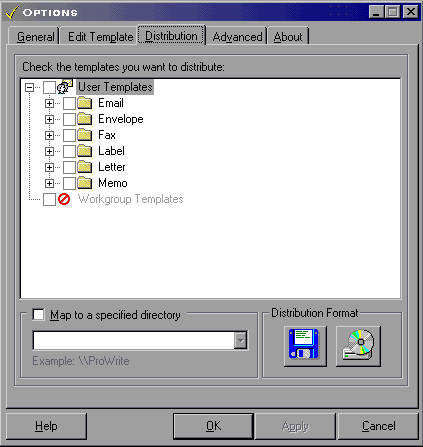 OPTIONS
General Edit Template Distribution Advanced About
Check the templates you want to distribute:
User Templates
Email
Envelope
Fax
Label
Letter
Memo
Workgroup Templates
Map to a specified directory
Example: \\ProWrite
Distribution Format
Help OK Apply Cancel